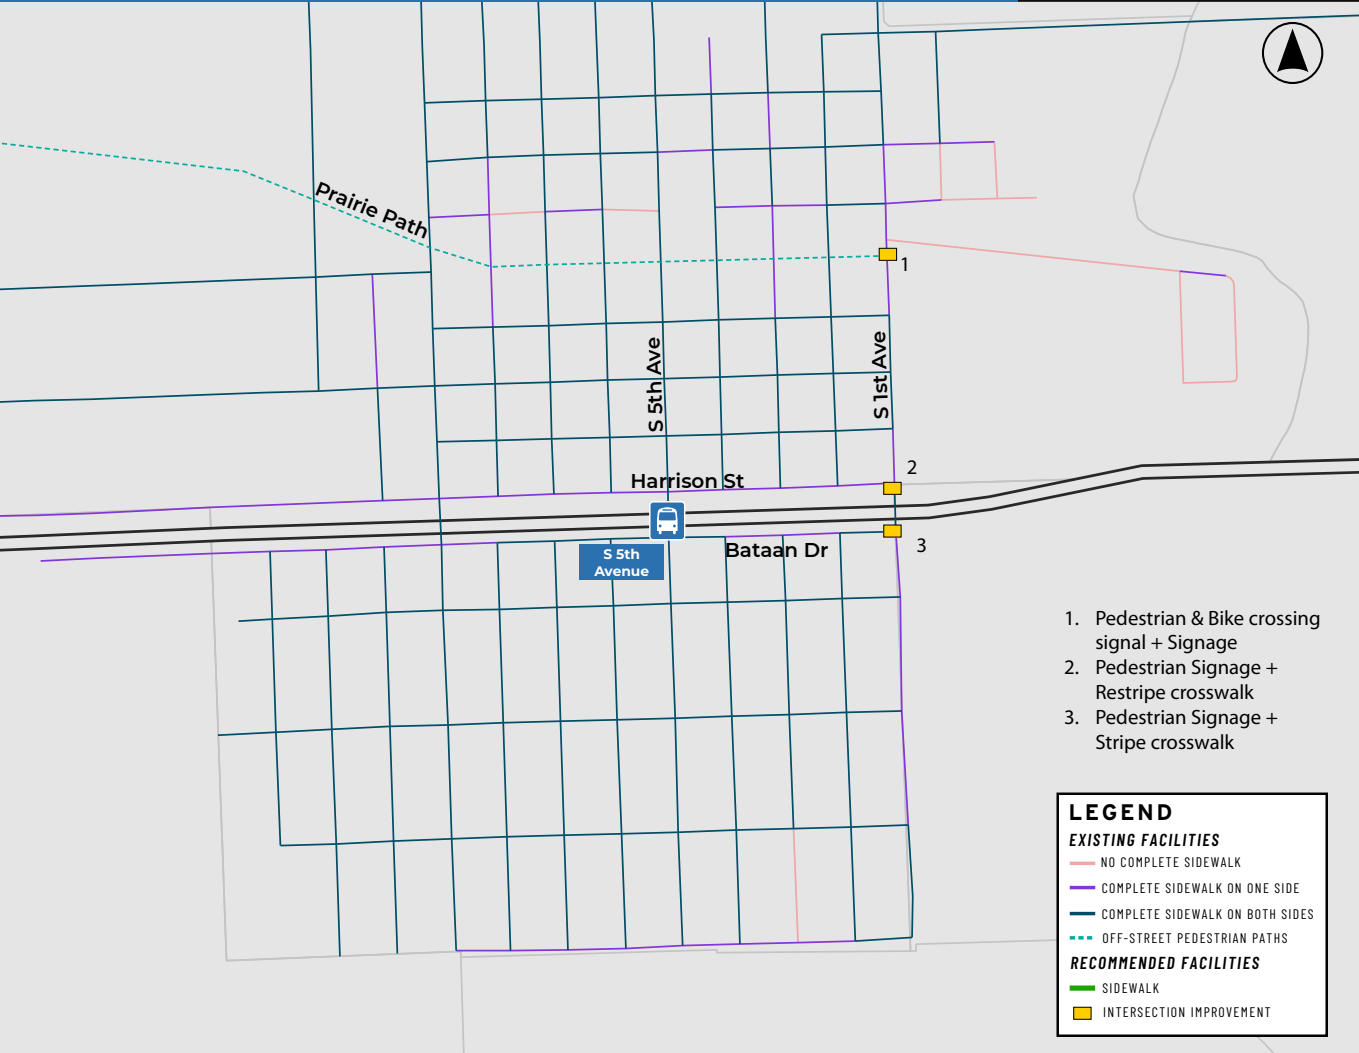 Prairie Path
1
S 5th Ave
S 1st Ave
2
Harrison St
3
Bataan Dr
S 5th
Avenue
1. Pedestrian & Bike crossing
signal + Signage
2. Pedestrian Signage +
Restripe crosswalk
3. Pedestrian Signage +
Stripe crosswalk
LEGEND
EXISTING FACILITIES
NO COMPLETE SIDEWALK
COMPLETE SIDEWALK ON ONE SIDE
COMPLETE SIDEWALK ON BOTH SIDES
OFF-STREET PEDESTRIAN PATHS
RECOMMENDED FACILITIES
SIDEWALK
INTERSECTION IMPROVEMENT